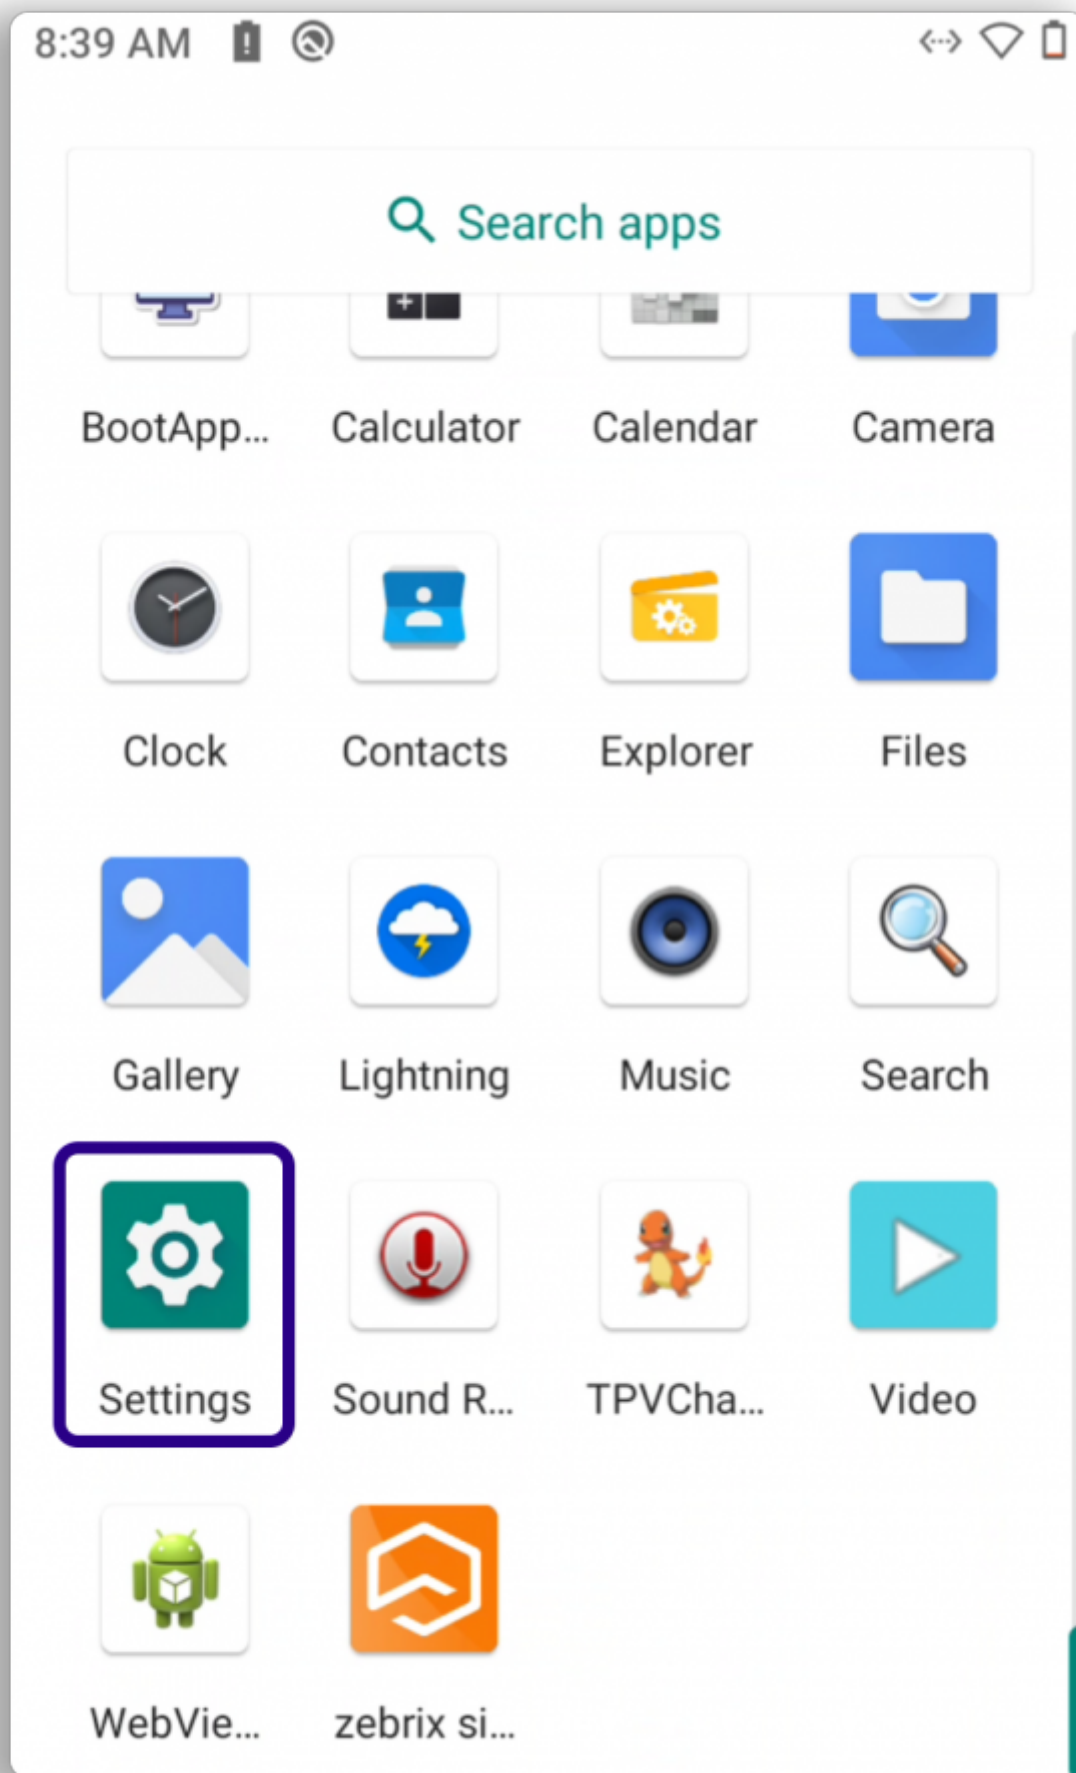 8:39 AM
Search apps
BootApp... Calculator Calendar Camera
Clock Contacts Explorer Files
Gallery Lightning Music Search
Settings Sound R... TPVCha... Video
WebVie... zebrix si...